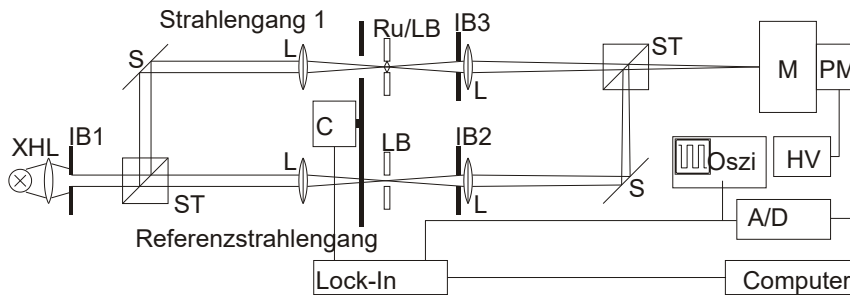 Strahlengang 1
Ru/LB
IB3
ST
S
L
L
M
PM
C
XHL
IB1
L
LB
IB2
Oszi
HV
ST
L
S
A/D
Referenzstrahlengang
Lock-In
Computer